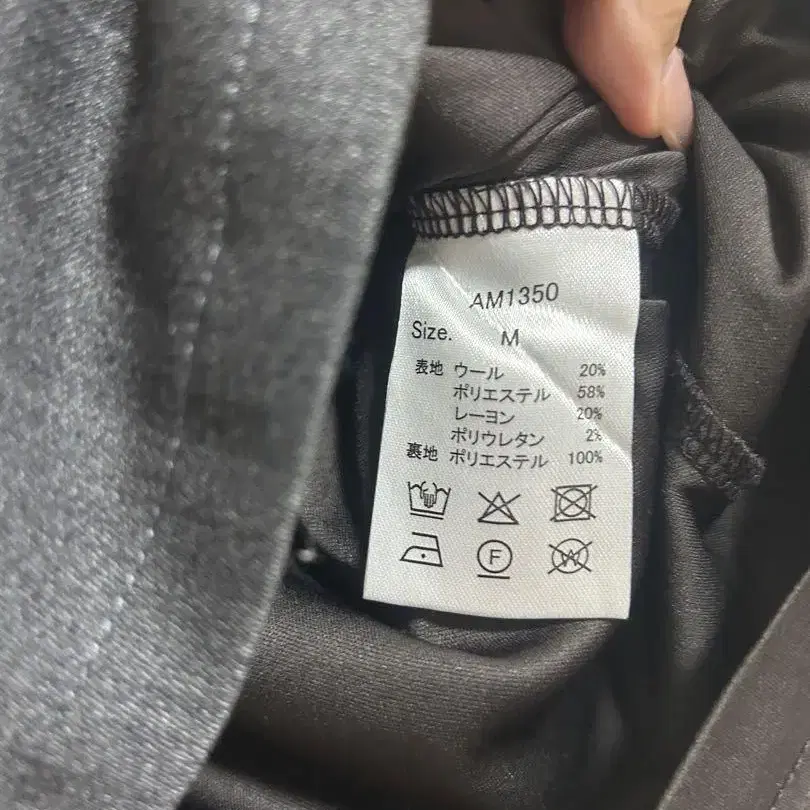 AM1350
Size. M
表地 ウール 20%
ポリエステル 58%
レーヨン 20%
ポリウレタン 2%
裏地 ポリエステル 100%
F W